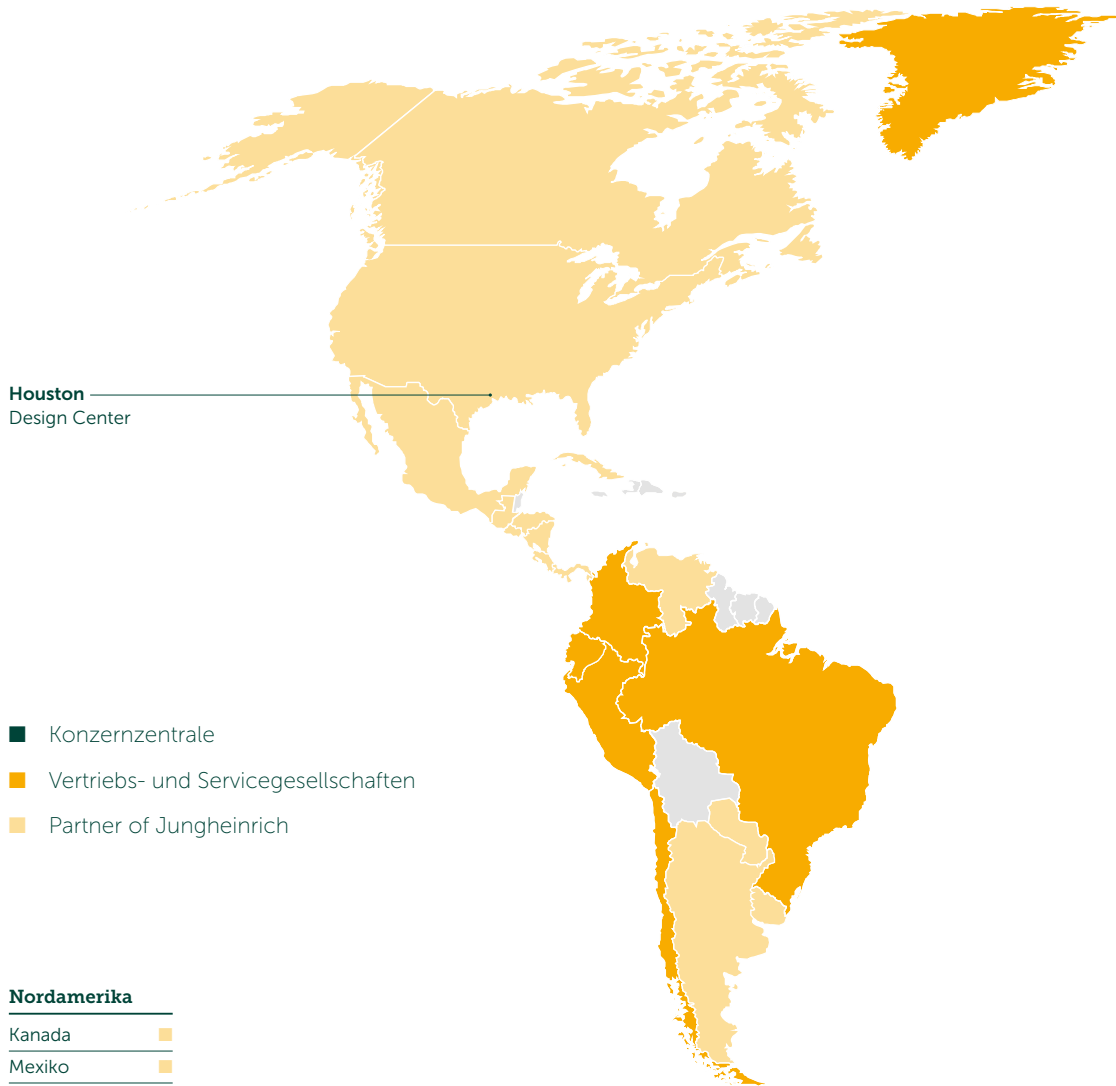 Houston
Design Center
Konzernzentrale
Vertriebs- und Servicegesellschaften
Partner of Jungheinrich
Nordamerika
Kanada
Mexiko